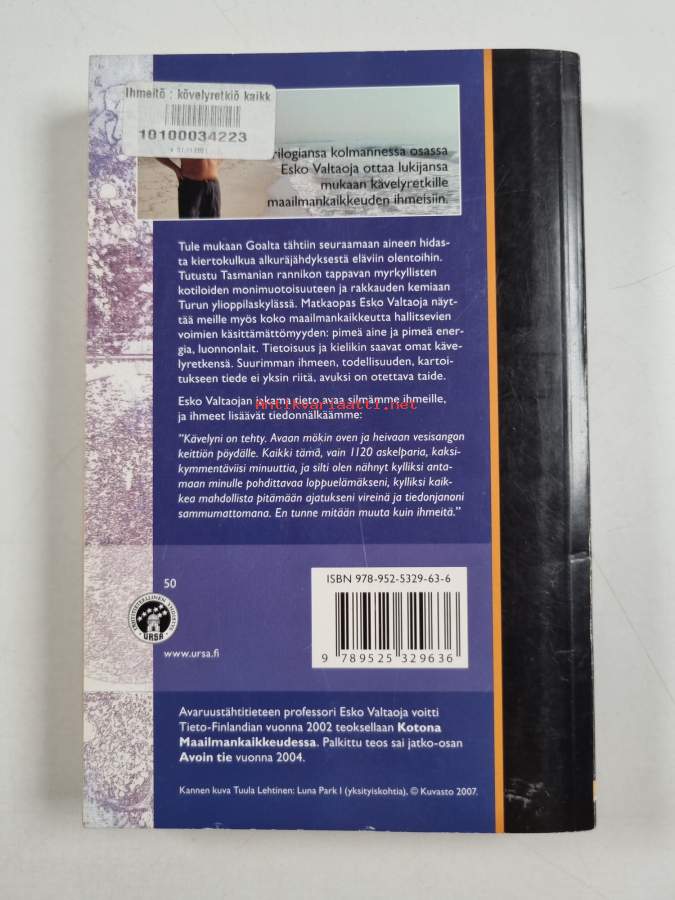 Ihmeitö : kövelyretkiö kaikk
10100034223
rilogiansa kolmannessa osassa
Esko Valtaoja ottaa lukijansa
mukaan kävelyretkille
maailmankaikkeuden ihmeisiin.
Tule mukaan Goalta tähtiin seuraamaan aineen hidas-
ta kiertokulkua alkuräjähdyksestä eläviin olentoihin.
Tutustu Tasmanian rannikon tappavan myrkyllisten
kotiloiden monimuotoisuuteen ja rakkauden kemiaan
Turun ylioppilaskylässä. Matkaopas Esko Valtaoja näyt-
tää meille myös koko maailmankaikkeutta hallitsevien
voimien käsittämättömyyden: pimeä aine ja pimeä ener-
gia, luonnonlait. Tietoisuus ja kielikin saavat omat käve-
lyretkensä. Suurimman ihmeen, todellisuuden, kartoi-
tukseen tiede ei yksin riitä, avuksi on otettava taide.
Esko Valtaojan jakama tieto avaa silmämme ihmeille,
Antikvariaatti.net
ja ihmeet lisäävät tiedonnälkäämme:
”Kävelyni on tehty. Avaan mökin oven ja heivaan vesisangon
keittiön pöydälle. Kaikki tämä, vain 1120 askelparia, kaksi-
kymmentäviisi minuuttia, ja silti olen nähnyt kylliksi anta-
maan minulle pohdittavaa loppuelämäkseni, kylliksi kaik-
kea mahdollista pitämään ajatukseni vireinä ja tiedonjanoni
sammumattomana. En tunne mitään muuta kuin ihmeitä.”
50
ISBN 978-952-5329-63-6
URSA
www.ursa.fi
9 789525 329636
Avaruustähtitieteen professori Esko Valtaoja voitti
Tieto-Finlandian vuonna 2002 teoksellaan Kotona
Maailmankaikkeudessa. Palkittu teos sai jatko-osan
Avoin tie vuonna 2004.
Kannen kuva Tuula Lehtinen: Luna Park I (yksityiskohtia), © Kuvasto 2007.